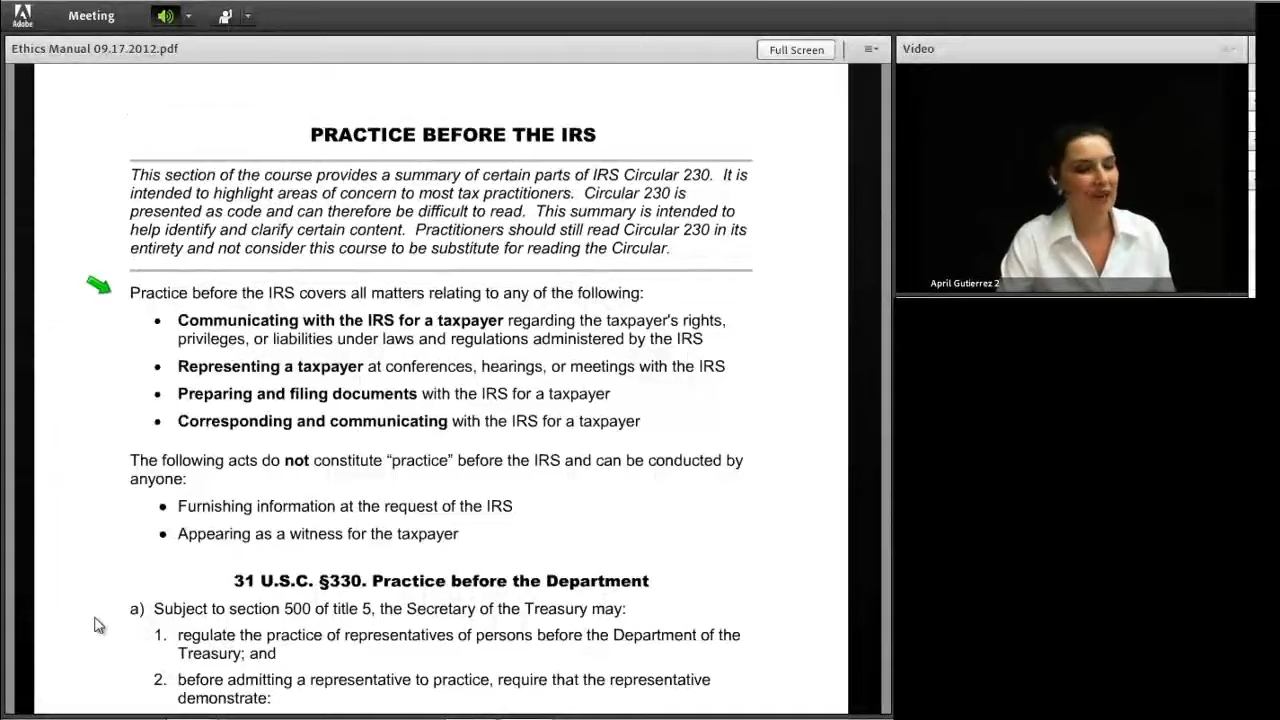 Adobe
Meeting
Ethics Manual 09.17.2012.pdf
Full Screen
Video
PRACTICE BEFORE THE IRS
This section of the course provides a summary of certain parts of IRS Circular 230. It is
intended to highlight areas of concern to most tax practitioners. Circular 230 is
presented as code and can therefore be difficult to read. This summary is intended to
help identify and clarify certain content. Practitioners should still read Circular 230 in its
entirety and not consider this course to be substitute for reading the Circular.
Practice before the IRS covers all matters relating to any of the following:
• Communicating with the IRS for a taxpayer regarding the taxpayer's rights,
privileges, or liabilities under laws and regulations administered by the IRS
• Representing a taxpayer at conferences, hearings, or meetings with the IRS
• Preparing and filing documents with the IRS for a taxpayer
• Corresponding and communicating with the IRS for a taxpayer
The following acts do not constitute “practice” before the IRS and can be conducted by
anyone:
• Furnishing information at the request of the IRS
• Appearing as a witness for the taxpayer
31 U.S.C. §330. Practice before the Department
a) Subject to section 500 of title 5, the Secretary of the Treasury may:
1. regulate the practice of representatives of persons before the Department of the
Treasury; and
2. before admitting a representative to practice, require that the representative
demonstrate:
April Gutierrez 2